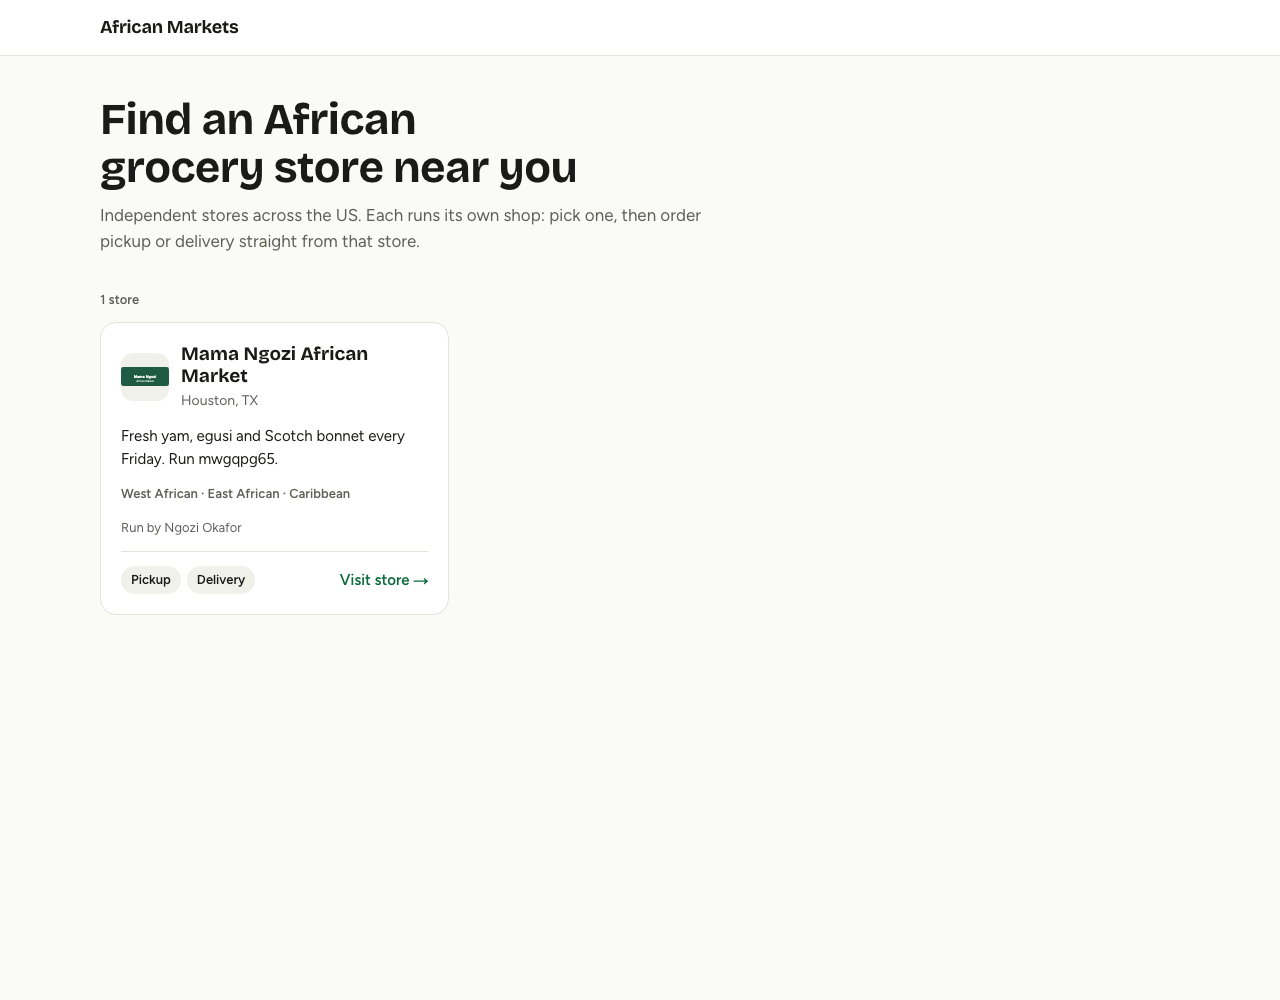 African Markets
Find an African
grocery store near you
Independent stores across the US. Each runs its own shop: pick one, then order
pickup or delivery straight from that store.
1 store
Mama Ngozi
Mama Ngozi African
Market
Houston, TX
Fresh yam, egusi and Scotch bonnet every
Friday. Run mwgqpg65.
West African · East African · Caribbean
Run by Ngozi Okafor
Pickup
Delivery
Visit store →